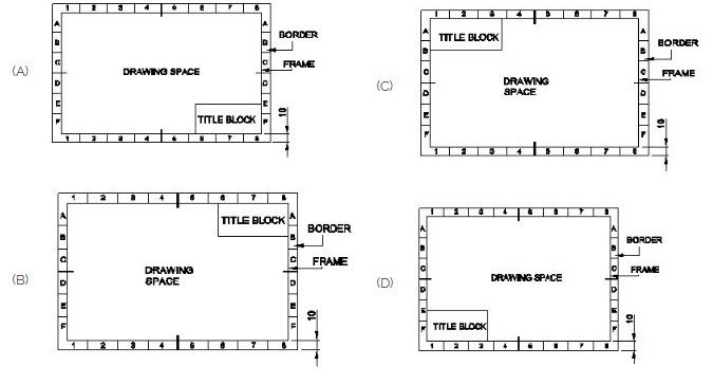 (A)
1 2 3 4 5 6 7 8
A A
B B
C C
D D
E E
F F
DRAWING SPACE
TITLE BLOCK
BORDER
FRAME
10
1 2 3 4 5 6 7 8
(B)
1 2 3 4 5 6 7 8
A A
B B
C C
D D
E E
F F
TITLE BLOCK
DRAWING
SPACE
BORDER
FRAME
10
1 2 3 4 5 6 7 8
(C)
1 2 3 4 5 6 7 8
A A
B B
C C
D D
E E
F F
TITLE BLOCK
DRAWING
SPACE
BORDER
FRAME
10
1 2 3 4 5 6 7 8
(D)
1 2 3 4 5 6 7 8
A A
B B
C C
D D
E E
F F
DRAWING SPACE
TITLE BLOCK
BORDER
FRAME
10
1 2 3 4 5 6 7 8